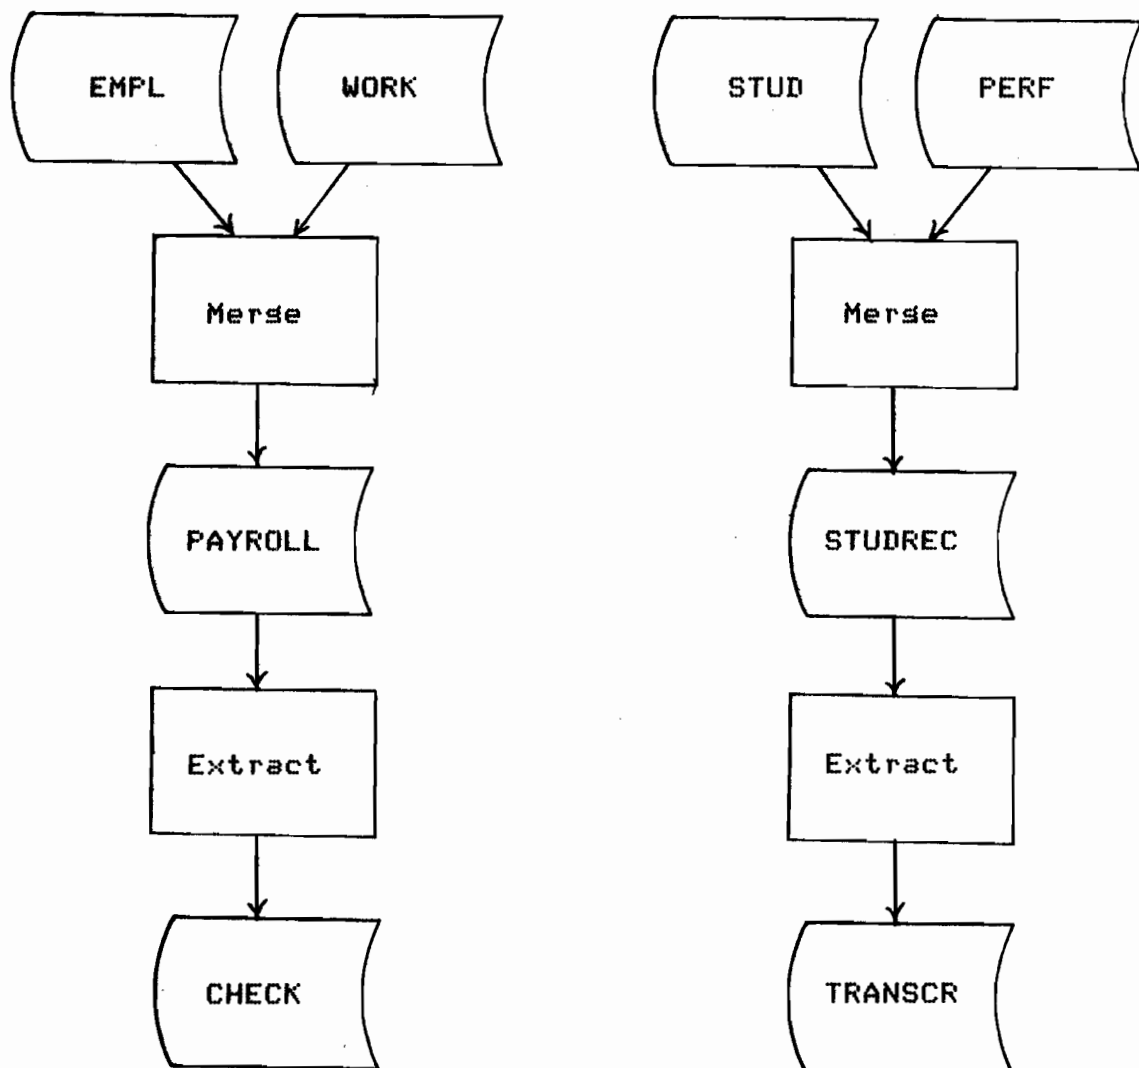 EMPL WORK STUD PERF
Merge Merge
PAYROLL STUDREC
Extract Extract
CHECK TRANSCR